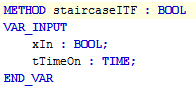 METHOD staircaseITF : BOOL
VAR_INPUT
xIn : BOOL;
tTimeOn : TIME;
END_VAR